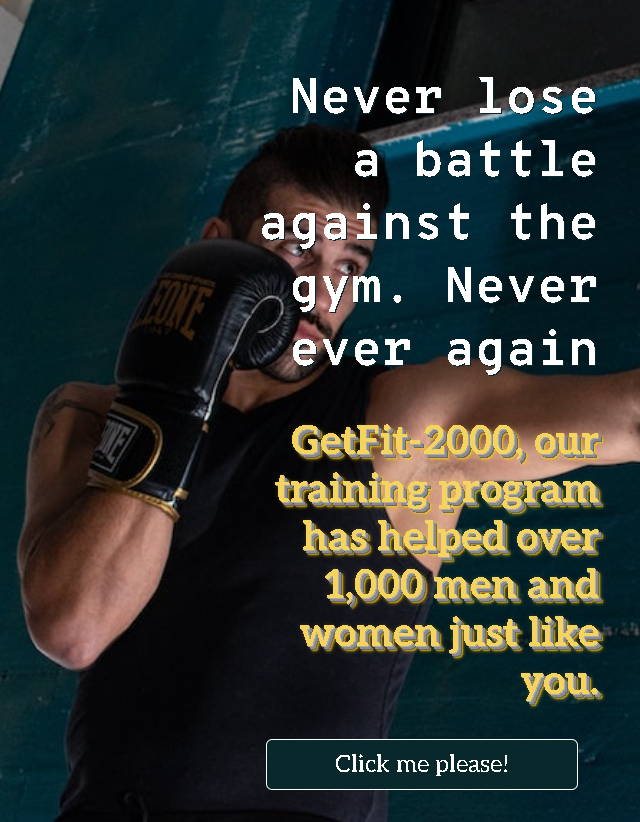 Never lose
a battle
against the
gym. Never
ever again
LEONE
GetFit-2000, our
training program
has helped over
1,000 men and
women just like
you.
Click me please!